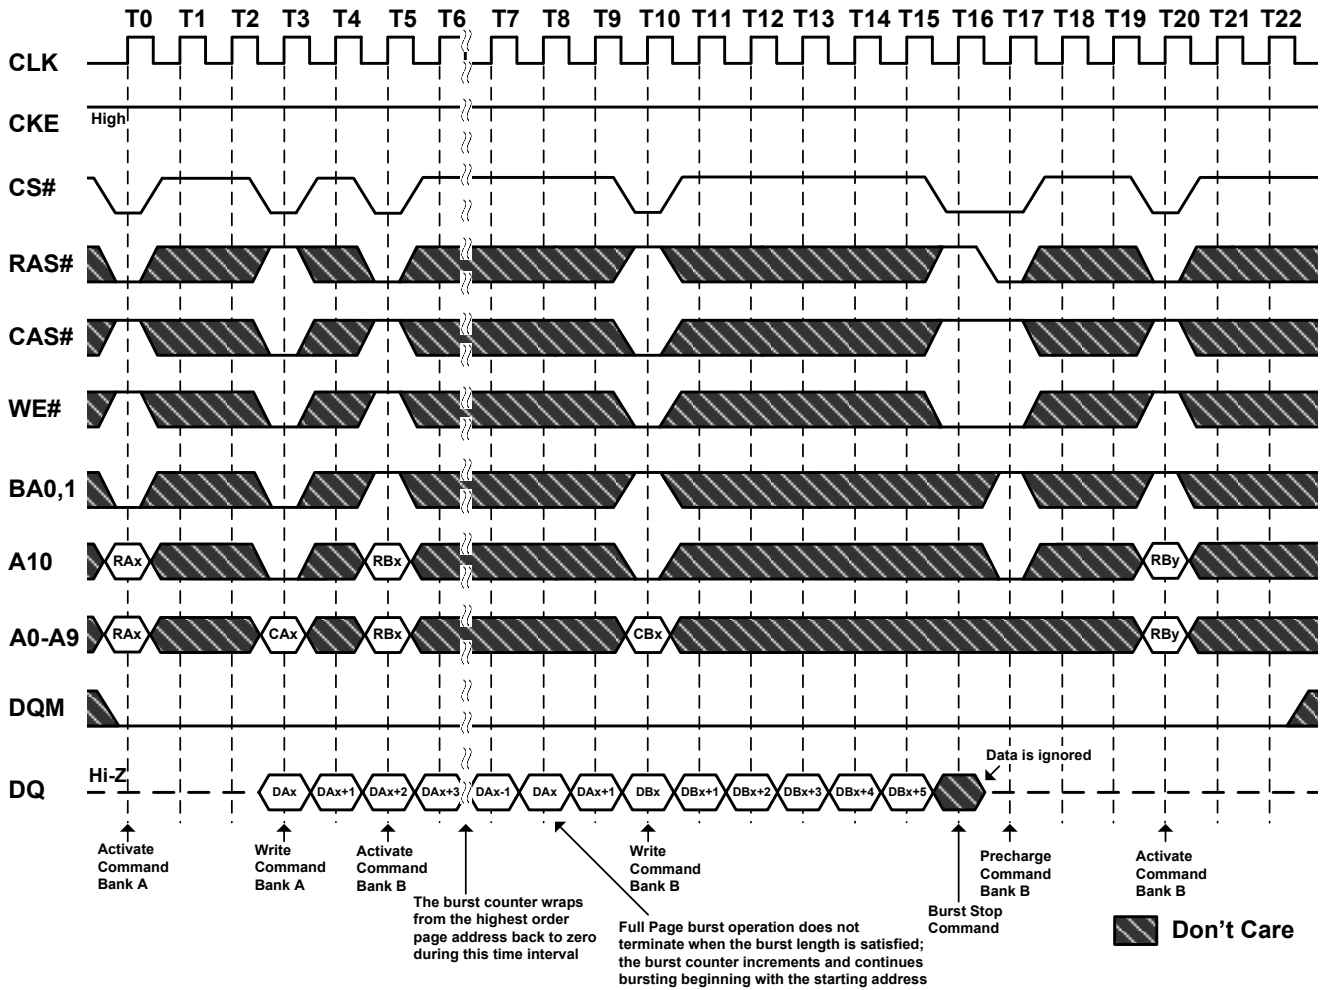 T0 T1 T2 T3 T4 T5 T6 T7 T8 T9 T10 T11 T12 T13 T14 T15 T16 T17 T18 T19 T20 T21 T22
CLK
CKE High
CS#
RAS#
CAS#
WE#
BA0,1
A10 RAx RBx RBy
A0-A9 RAx CAx RBx CBx RBy
DQM
Data is ignored
DQ Hi-Z DAx DAx+1 DAx+2 DAx+3 DAx-1 DAx DAx+1 DBx DBx+1 DBx+2 DBx+3 DBx+4 DBx+5
Activate
Command
Bank A
Write
Command
Bank A
Activate
Command
Bank B
The burst counter wraps
from the highest order
page address back to zero
during this time interval
Write
Command
Bank B
Full Page burst operation does not
terminate when the burst length is satisfied;
the burst counter increments and continues
bursting beginning with the starting address
Burst Stop
Command
Precharge
Command
Bank B
Activate
Command
Bank B
Don't Care